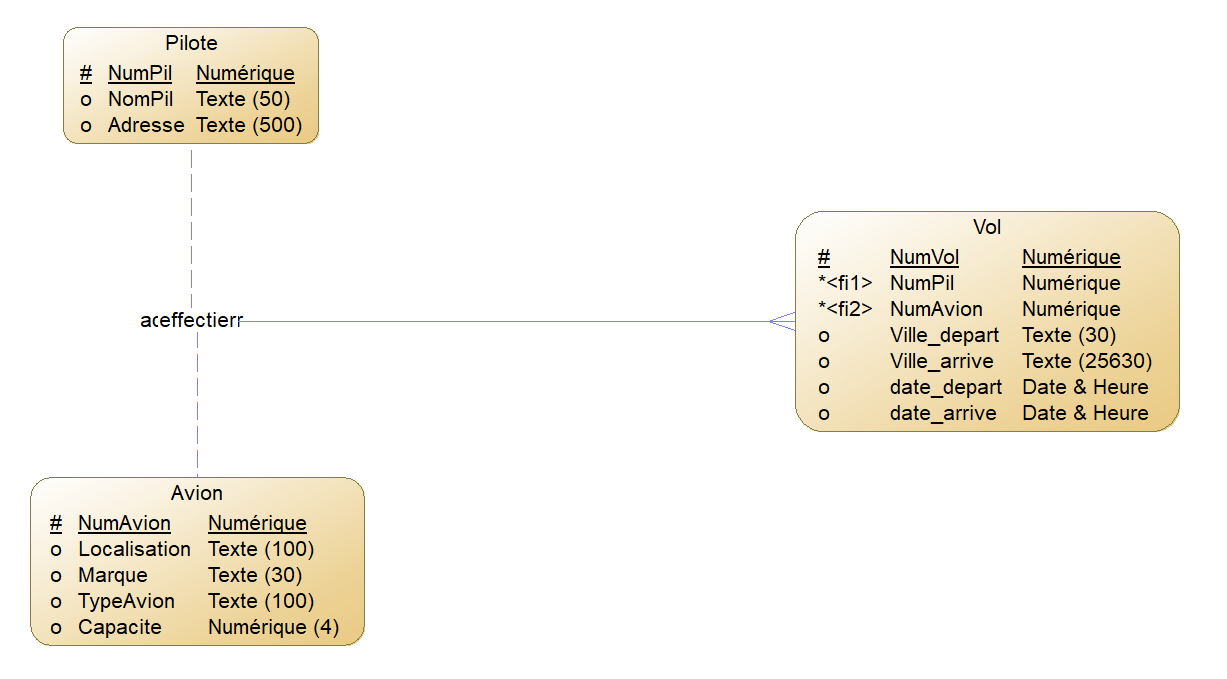 Pilote
# NumPil Numérique
o NomPil Texte (50)
o Adresse Texte (500)
Vol
# NumVol Numérique
*<fi1> NumPil Numérique
*<fi2> NumAvion Numérique
o Ville_depart Texte (30)
o Ville_arrive Texte (25630)
o date_depart Date & Heure
o date_arrive Date & Heure
Avion
# NumAvion Numérique
o Localisation Texte (100)
o Marque Texte (30)
o TypeAvion Texte (100)
o Capacite Numérique (4)